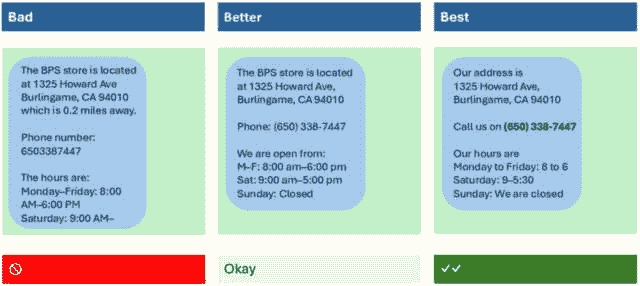 Bad
Better
Best
The BPS store is located
at 1325 Howard Ave
Burlingame, CA 94010
which is 0.2 miles away.
Phone number:
6503387447
The hours are:
Monday–Friday: 8:00
AM–6:00 PM
Saturday: 9:00 AM–
The BPS store is located
at 1325 Howard Ave,
Burlingame, CA 94010
Phone: (650) 338-7447
We are open from:
M–F: 8:00 am–6:00 pm
Sat: 9:00 am–5:00 pm
Sunday: Closed
Our address is
1325 Howard Ave,
Burlingame, CA 94010
Call us on (650) 338-7447
Our hours are
Monday to Friday: 8 to 6
Saturday: 9–5:30
Sunday: We are closed
Okay